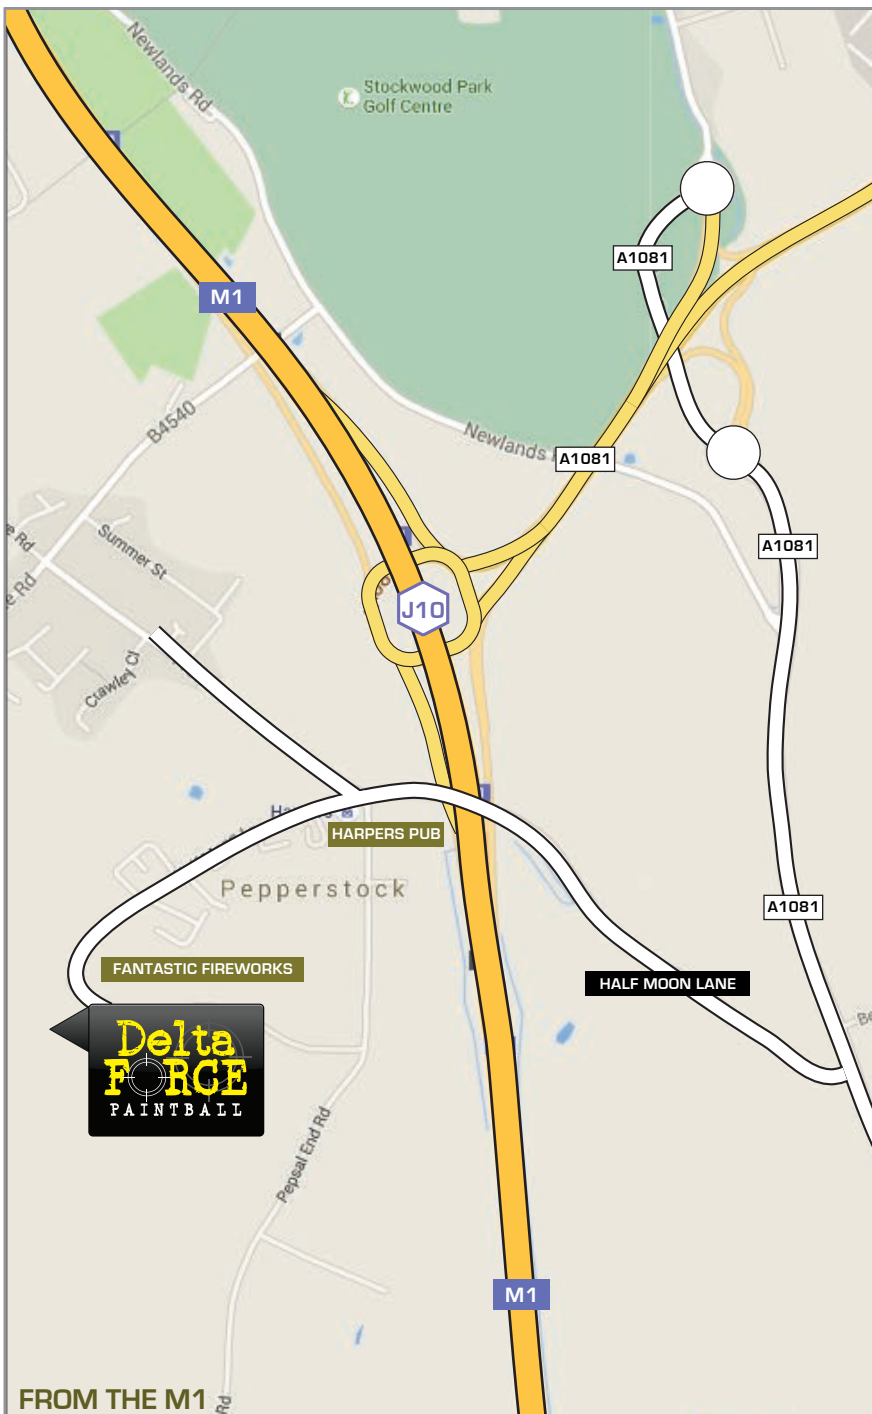 Newlands Rd
Stockwood Park
Golf Centre
A1081
M1
B4540
Newlands
A1081
A1081
Summer St
Rd
Rd
J10
Crawley Cl
HARPERS PUB
Pepperstock
A1081
FANTASTIC FIREWORKS
HALF MOON LANE
Delta
FORCE
PAINTBALL
Pepsal End Rd
M1
FROM THE M1
Rd